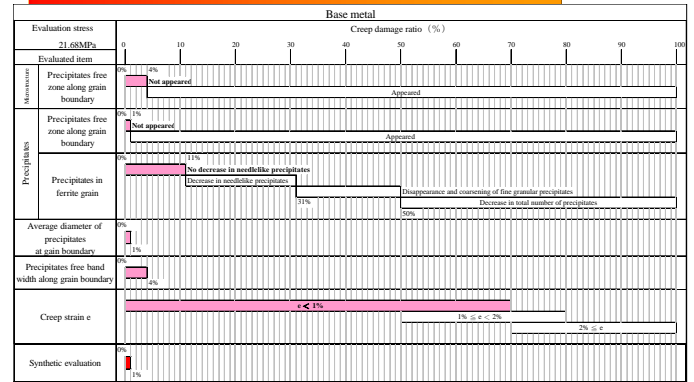 Base metal
Evaluation stress
21.68MPa
Creep damage ratio (%)
0 10 20 30 40 50 60 70 80 90 100
Evaluated item
Microstructure
Precipitates free
zone along grain
boundary
0%
4%
Not appeared
Appeared
Precipitates
Precipitates free
zone along grain
boundary
0%
1%
Not appeared
Appeared
Precipitates in
ferrite grain
0%
11%
No decrease in needlelike precipitates
Decrease in needlelike precipitates
31%
Disappearance and coarsening of fine granular precipitates
Decrease in total number of precipitates
50%
Average diameter of
precipitates
at gain boundary
0%
1%
Precipitates free band
width along grain boundary
0%
4%
Creep strain e
e < 1%
1% ≦ e < 2%
2% ≦ e
Synthetic evaluation
0%
1%